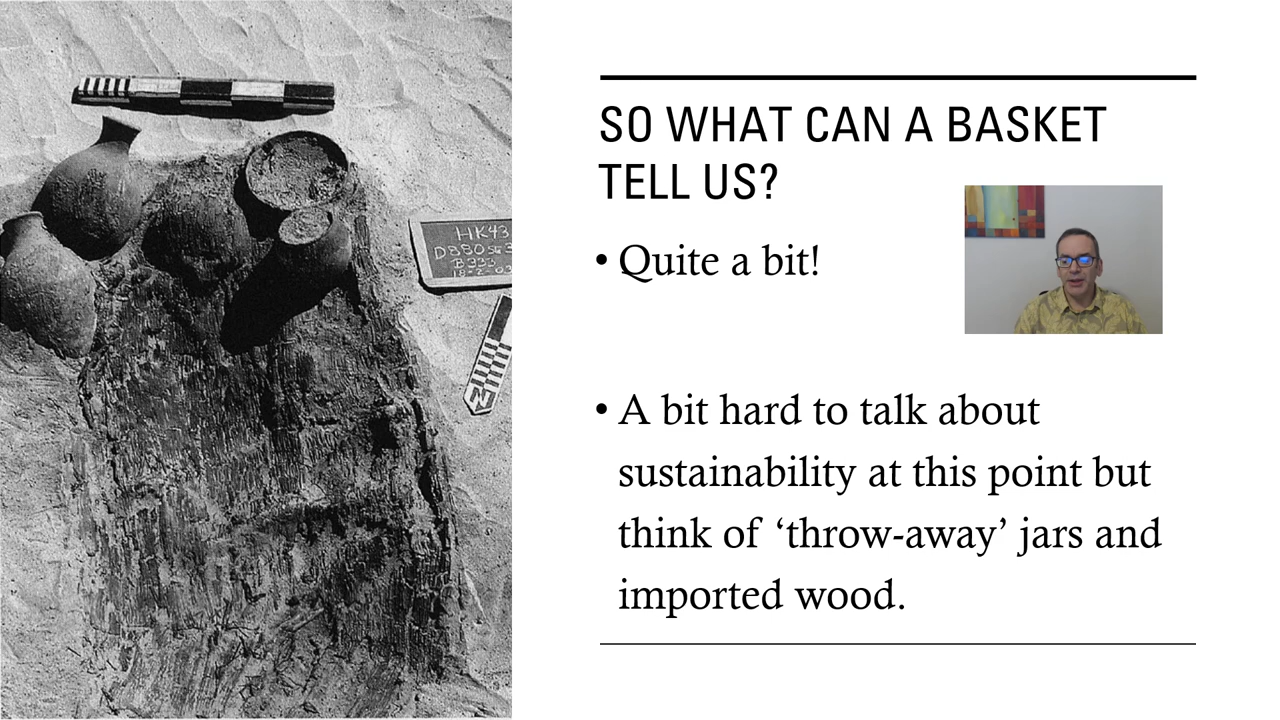 SO WHAT CAN A BASKET
TELL US?
• Quite a bit!
• A bit hard to talk about
sustainability at this point but
think of ‘throw-away’ jars and
imported wood.
HK43